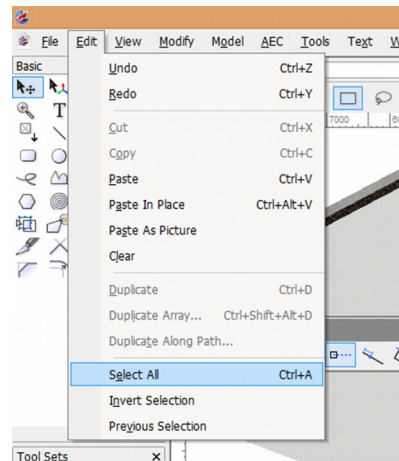 File Edit View Modify Model AEC Tools Text W
Basic
Undo Ctrl+Z
Redo Ctrl+Y
Cut Ctrl+X
Copy Ctrl+C
Paste Ctrl+V
Paste In Place Ctrl+Alt+V
Paste As Picture
Clear
Duplicate Ctrl+D
Duplicate Array... Ctrl+Shift+Alt+D
Duplicate Along Path...
Select All Ctrl+A
Invert Selection
Previous Selection
7000
Tool Sets